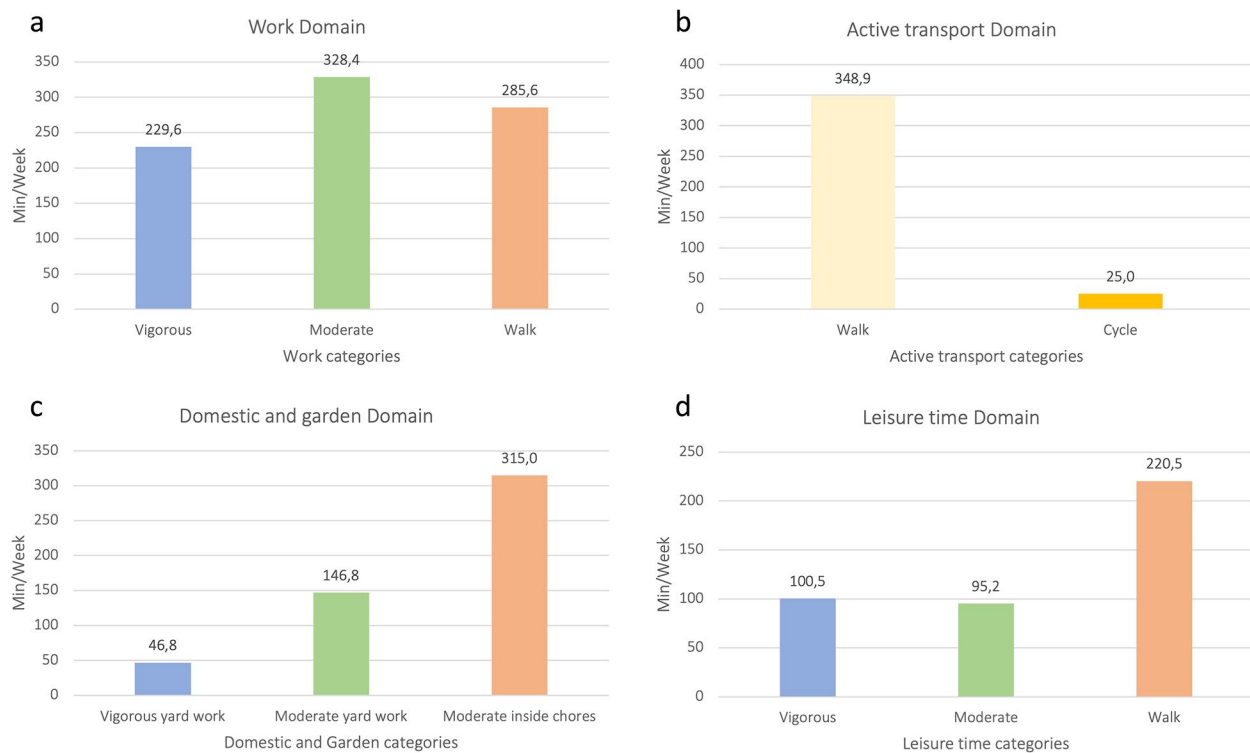 a
Work Domain
350
300
250
200
150
100
50
0
Min/Week
229,6
328,4
285,6
Vigorous
Moderate
Walk
Work categories
b
Active transport Domain
400
350
300
250
200
150
100
50
0
Min/Week
348,9
25,0
Walk
Cycle
Active transport categories
c
Domestic and garden Domain
350
300
250
200
150
100
50
0
Min/Week
46,8
146,8
315,0
Vigorous yard work
Moderate yard work
Moderate inside chores
Domestic and Garden categories
d
Leisure time Domain
250
200
150
100
50
0
Min/Week
100,5
95,2
220,5
Vigorous
Moderate
Walk
Leisure time categories